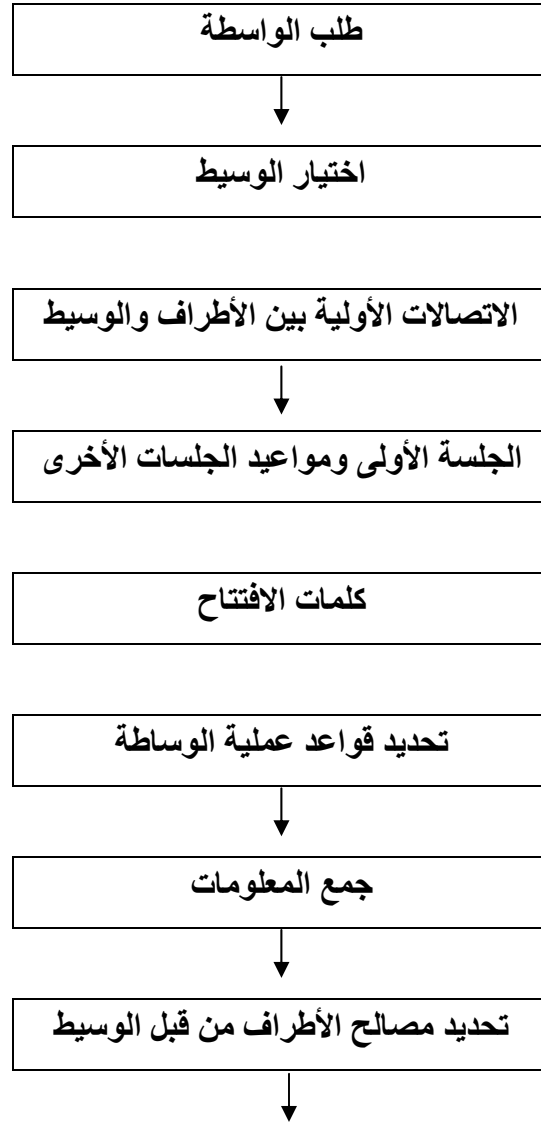 طلب الواسطة
اختيار الوسيط
الاتصالات الأولية بين الأطراف والوسيط
الجلسة الأولى ومواعيد الجلسات الأخرى
كلمات الافتتاح
تحديد قواعد عملية الوساطة
جمع المعلومات
تحديد مصالح الأطراف من قبل الوسيط